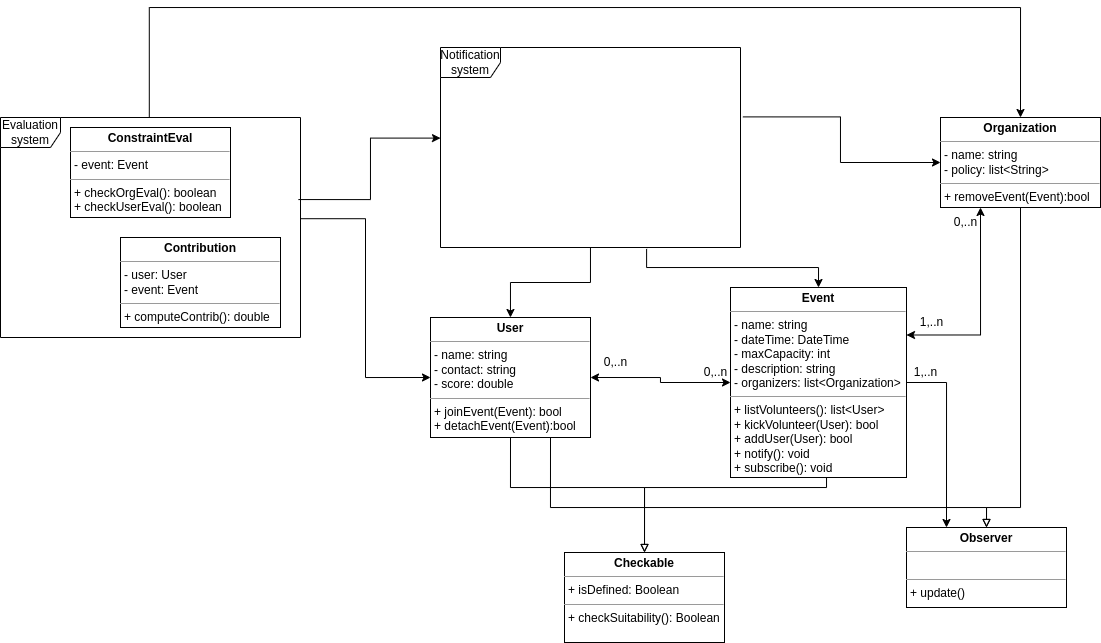 Notification
system
Evaluation
system
ConstraintEval
- event: Event
+ checkOrgEval(): boolean
+ checkUserEval(): boolean
Contribution
- user: User
- event: Event
+ computeContrib(): double
Organization
- name: string
- policy: list<String>
+ removeEvent(Event):bool
0,..n
1,..n
User
- name: string
- contact: string
- score: double
+ joinEvent(Event): bool
+ detachEvent(Event):bool
0,..n
0,..n
Event
- name: string
- dateTime: DateTime
- maxCapacity: int
- description: string
- organizers: list<Organization>
+ listVolunteers(): list<User>
+ kickVolunteer(User): bool
+ addUser(User): bool
+ notify(): void
+ subscribe(): void
1,..n
Checkable
+ isDefined: Boolean
+ checkSuitability(): Boolean
Observer
+ update()